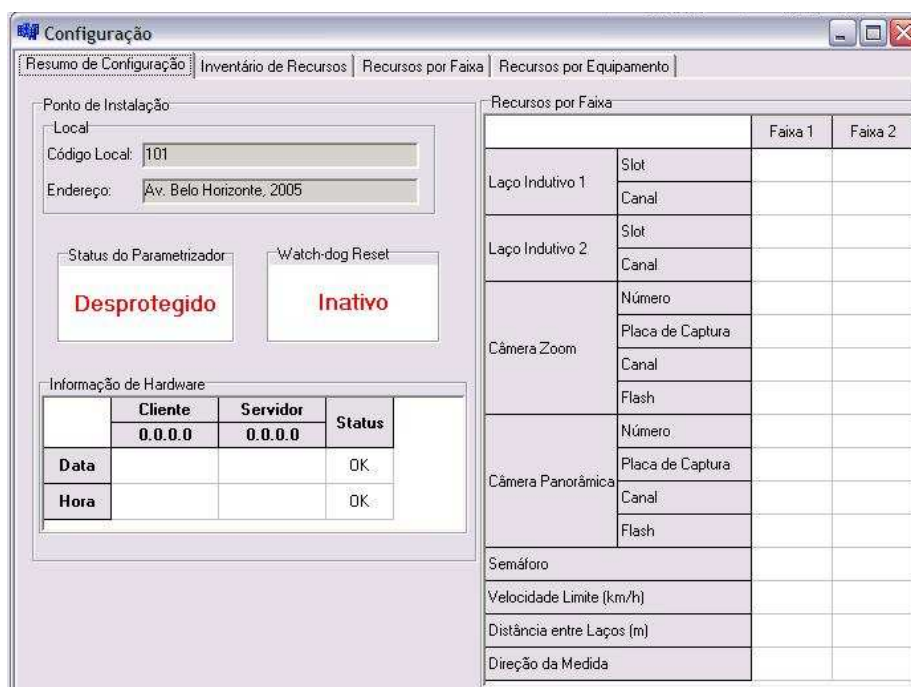 Configuração
Resumo de Configuração Inventário de Recursos Recursos por Faixa Recursos por Equipamento
Ponto de Instalação
Local
Código Local: 101
Endereço: Av. Belo Horizonte, 2005
Status do Parametrizador
Desprotegido
Watch-dog Reset
Inativo
Informação de Hardware
Cliente Servidor Status
0.0.0.0 0.0.0.0
Data OK
Hora OK
Recursos por Faixa
Faixa 1 Faixa 2
Laço Indutivo 1
Slot
Canal
Laço Indutivo 2
Slot
Canal
Câmera Zoom
Número
Placa de Captura
Canal
Flash
Câmera Panorâmica
Número
Placa de Captura
Canal
Flash
Semáforo
Velocidade Limite (km/h)
Distância entre Laços (m)
Direção da Medida